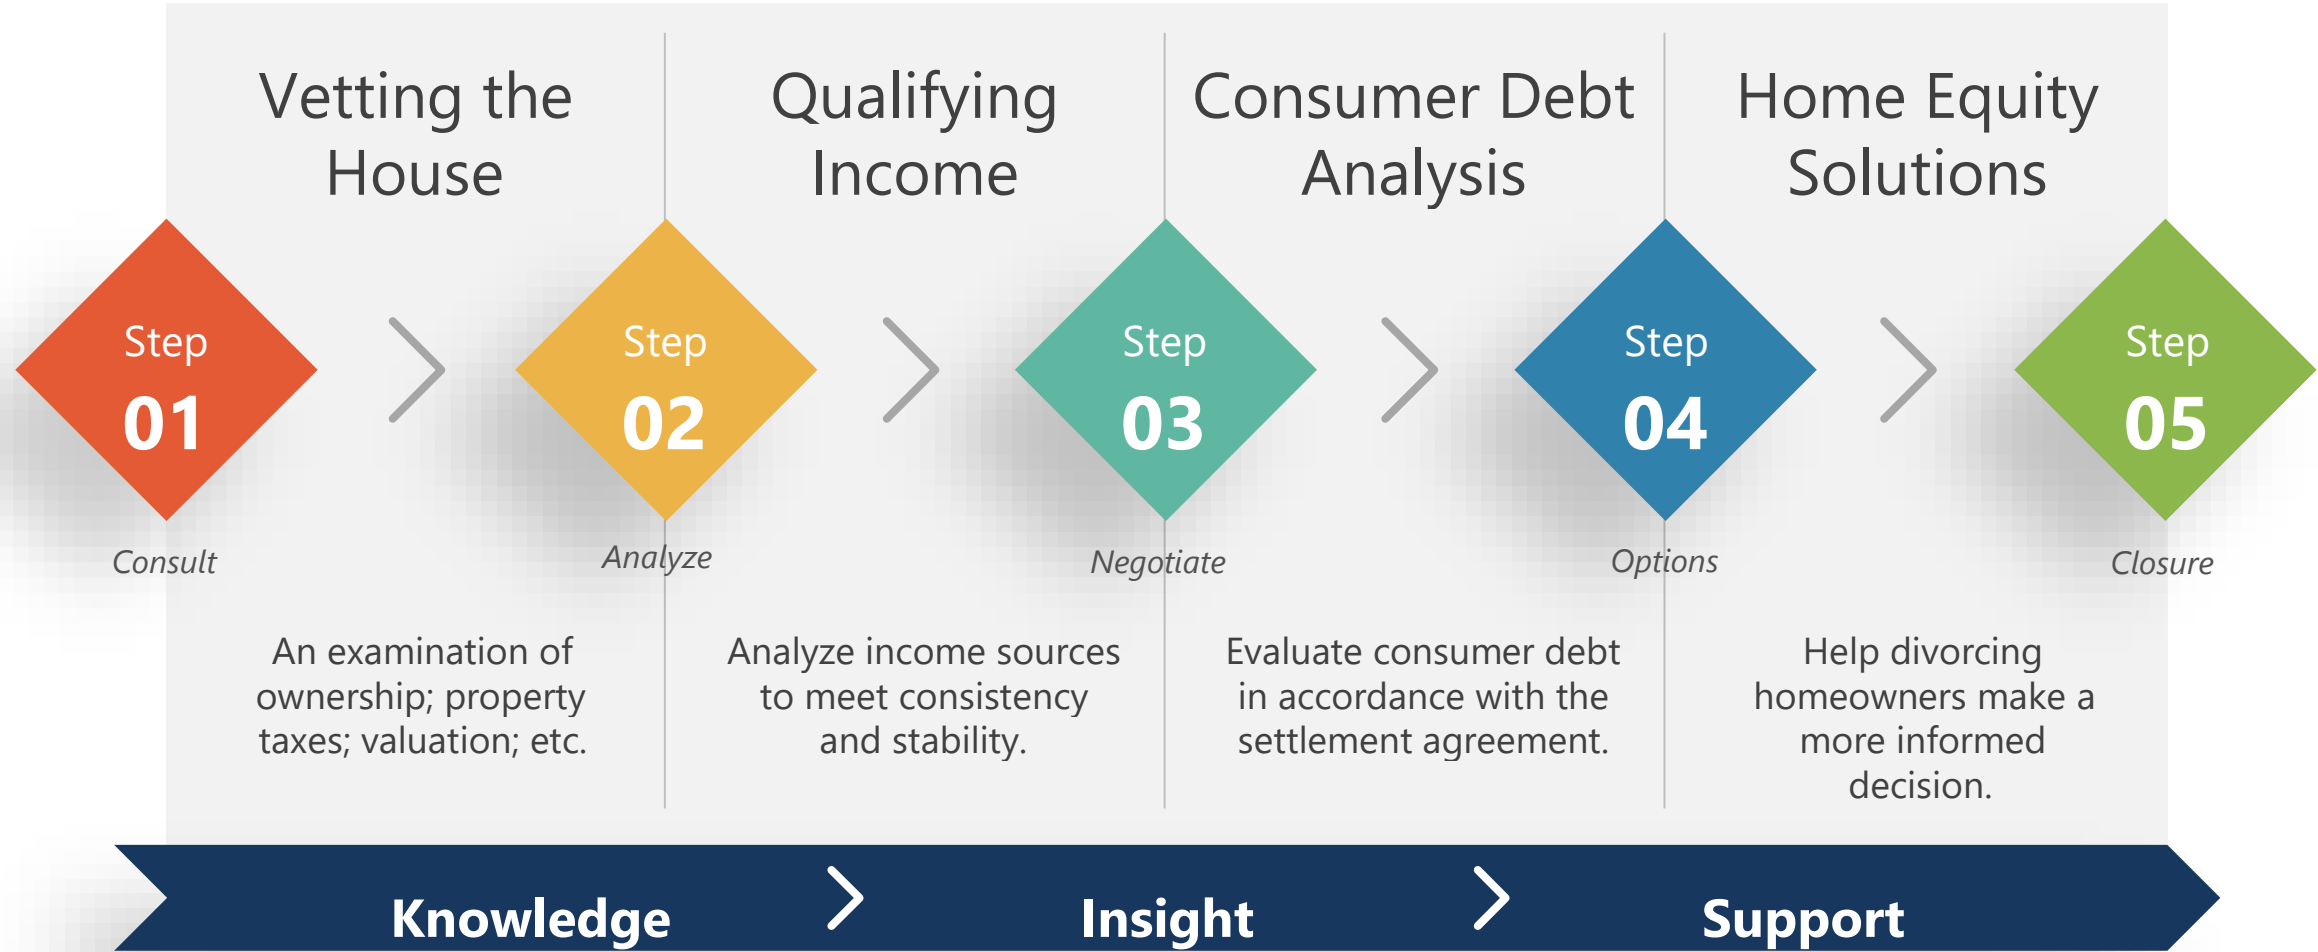 Vetting the
House
Qualifying
Income
Consumer Debt
Analysis
Home Equity
Solutions
Step
01
Step
02
Step
03
Step
04
Step
05
Consult
Analyze
Negotiate
Options
Closure
An examination of
ownership; property
taxes; valuation; etc.
Analyze income sources
to meet consistency
and stability.
Evaluate consumer debt
in accordance with the
settlement agreement.
Help divorcing
homeowners make a
more informed
decision.
Knowledge
Insight
Support